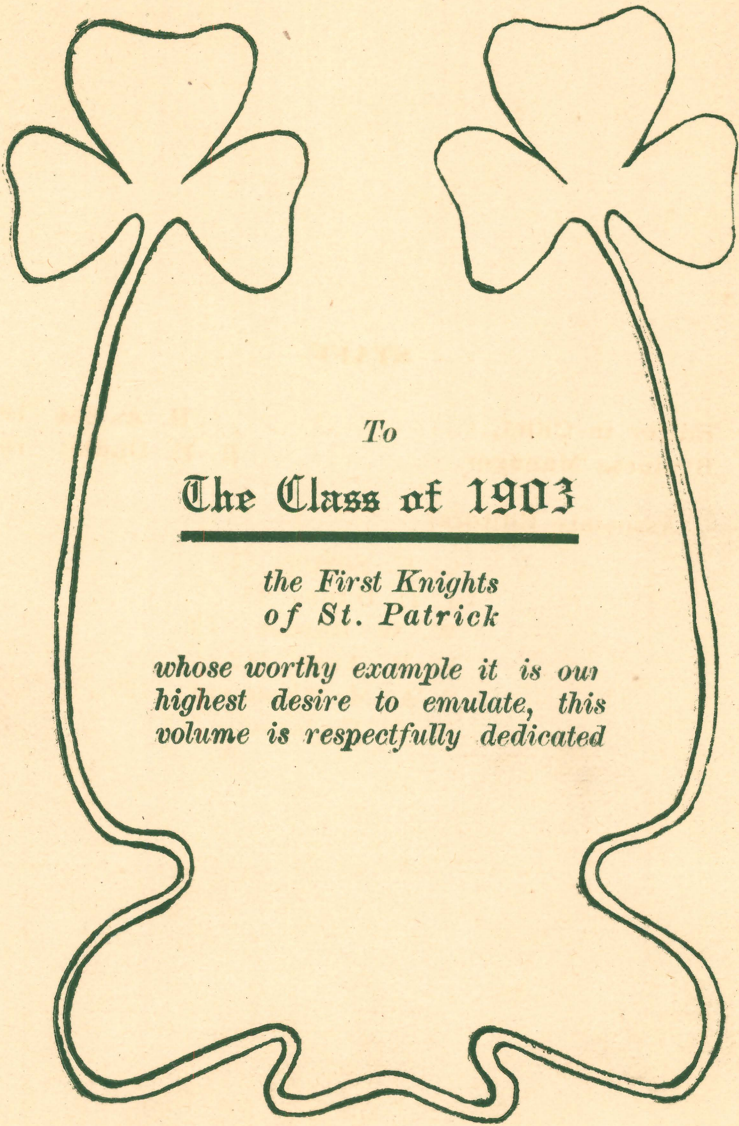 To
The Class of 1903
the First Knights
of St. Patrick
whose worthy example it is our
highest desire to emulate, this
volume is respectfully dedicated